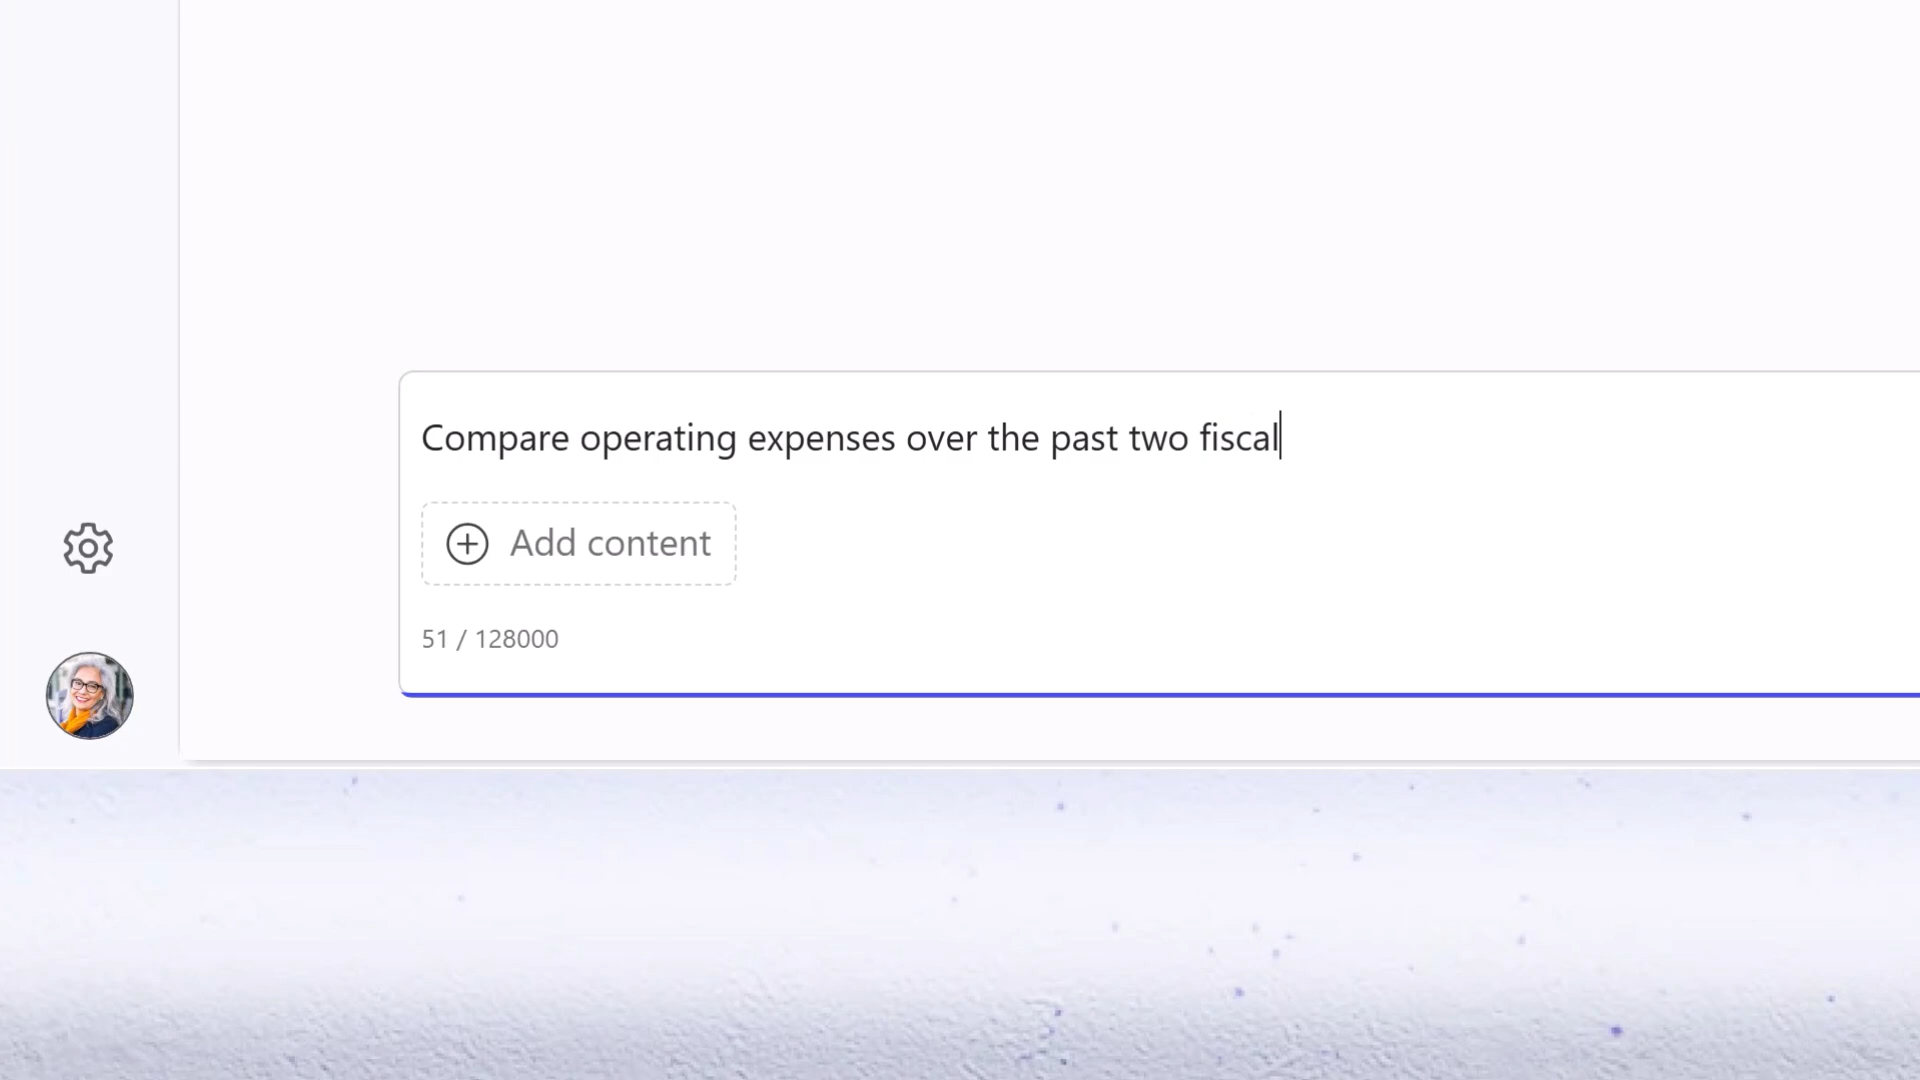 Compare operating expenses over the past two fiscal
Add content
51 / 128000